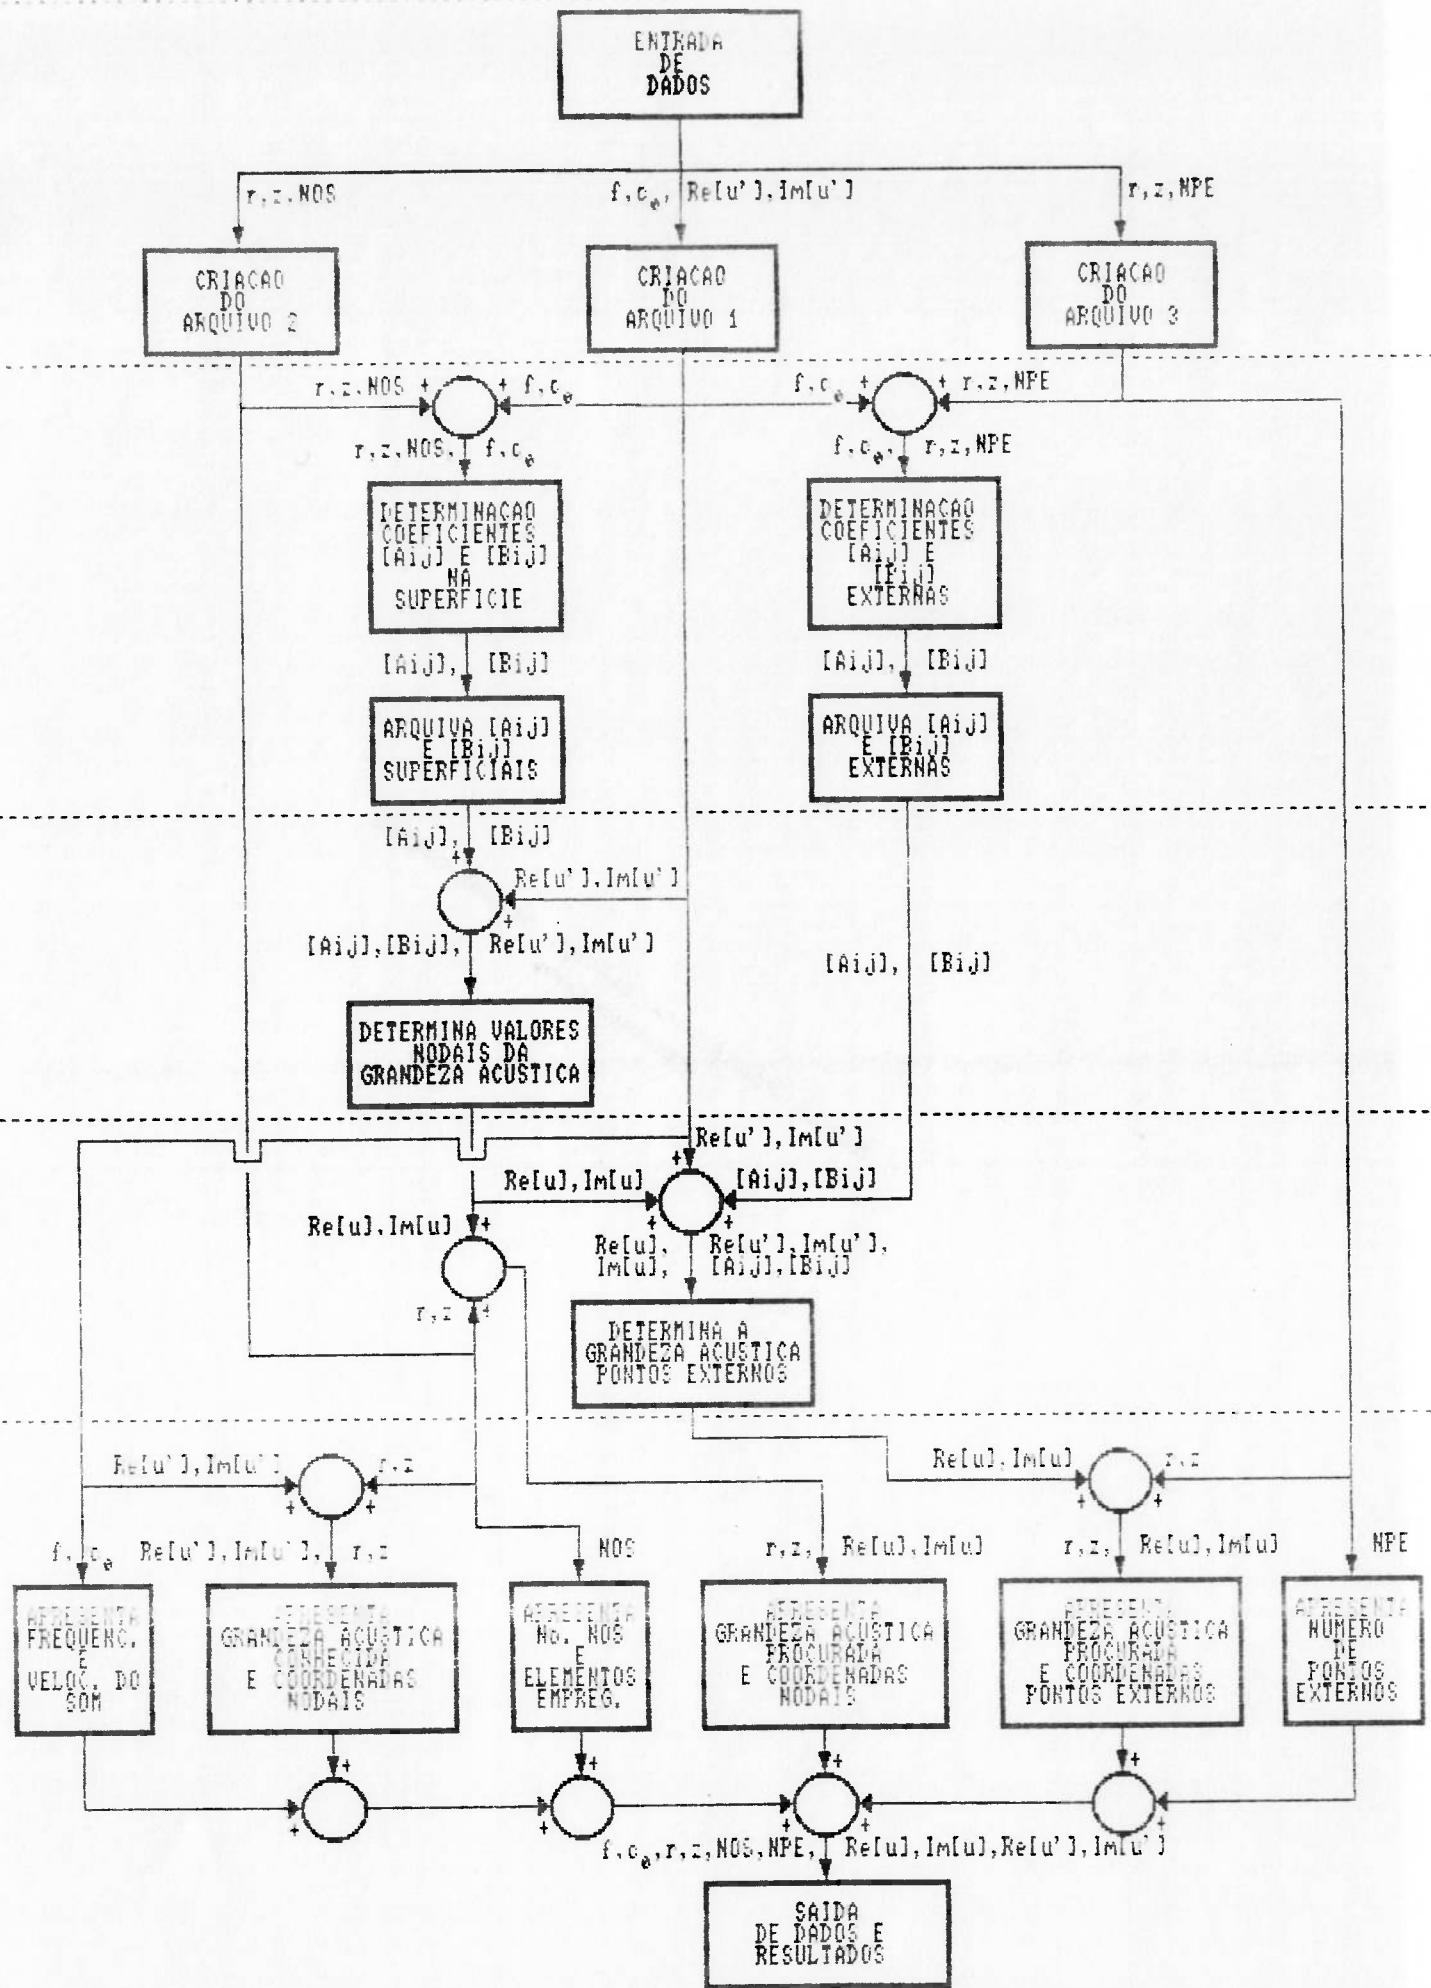 ENTRADA
DE
DADOS
r,z,NOS
f,c₀, Re[u'],Im[u']
r,z,NPE
CRIACAO
DO
ARQUIVO 2
CRIACAO
DO
ARQUIVO 1
CRIACAO
DO
ARQUIVO 3
r,z,NOS + + f,c₀
f,c₀ + + r,z,NPE
r,z,NOS, f,c₀
f,c₀, r,z,NPE
DETERMINACAO
COEFICIENTES
[Aij] E [Bij]
NA
SUPERFICIE
DETERMINACAO
COEFICIENTES
[Aij] E
[Bij]
EXTERNAS
[Aij], [Bij]
[Aij], [Bij]
ARQUIVA [Aij]
E [Bij]
SUPERFICIAIS
ARQUIVA [Aij]
E [Bij]
EXTERNAS
[Aij], [Bij]
+
Re[u'],Im[u']
+
[Aij],[Bij], Re[u'],Im[u']
[Aij], [Bij]
DETERMINA VALORES
NODAIS DA
GRANDEZA ACUSTICA
Re[u'],Im[u']
+
Re[u],Im[u]
[Aij],[Bij]
+ +
Re[u],Im[u] +
Re[u], Re[u'],Im[u'],
Im[u], [Aij],[Bij]
r,z +
DETERMINA A
GRANDEZA ACUSTICA
PONTOS EXTERNOS
Re[u'],Im[u'] r,z
+ +
Re[u],Im[u] r,z
+ +
f,c₀
Re[u'],Im[u'], r,z
NOS
r,z, Re[u],Im[u]
r,z, Re[u],Im[u]
NPE
APRESENTA
FREQUENC.
E
VELOC. DO
SOM
APRESENTA
GRANDEZA ACUSTICA
CONHECIDA
E COORDENADAS
NODAIS
APRESENTA
No. NOS
E
ELEMENTOS
EMPREG.
APRESENTA
GRANDEZA ACUSTICA
PROCURADA
E COORDENADAS
NODAIS
APRESENTA
GRANDEZA ACUSTICA
PROCURADA
E COORDENADAS
PONTOS EXTERNOS
APRESENTA
NUMERO
DE
PONTOS
EXTERNOS
+ + + +
+ + + + +
f,c₀,r,z,NOS,NPE, Re[u],Im[u],Re[u'],Im[u']
SAIDA
DE DADOS E
RESULTADOS